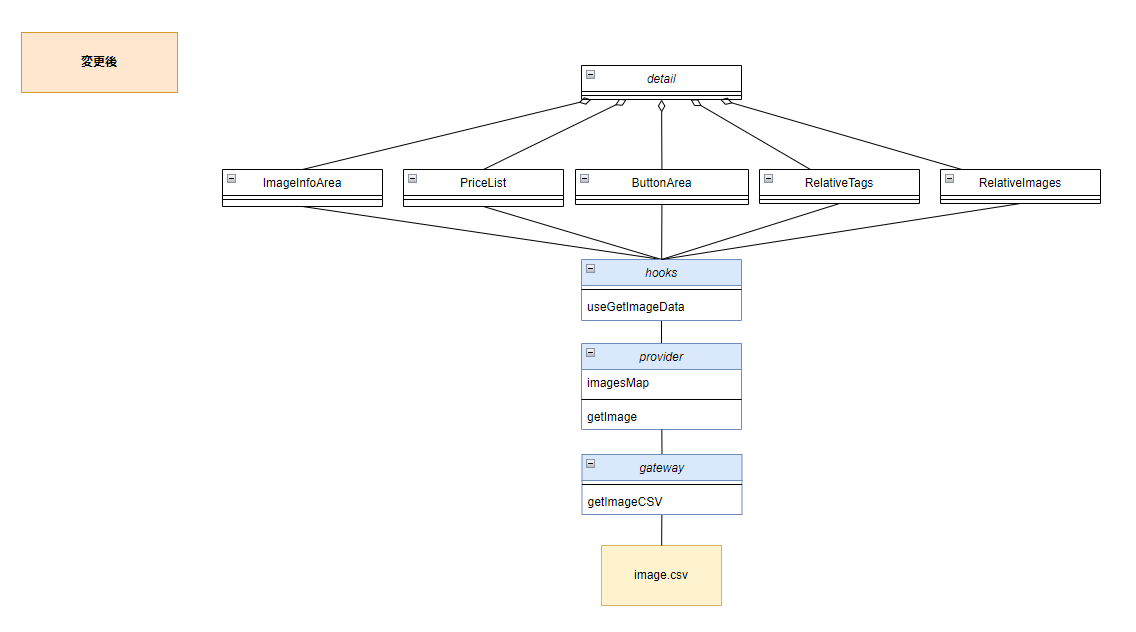 変更後
detail
ImageInfoArea
PriceList
ButtonArea
RelativeTags
RelativeImages
hooks
useGetImageData
provider
imagesMap
getImage
gateway
getImageCSV
image.csv